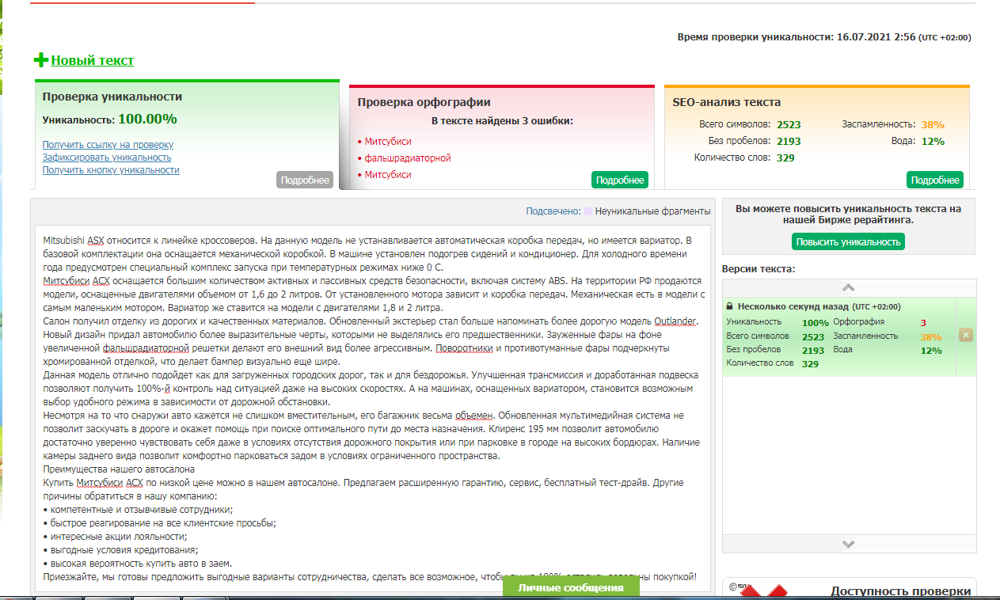 Время проверки уникальности: 16.07.2021 2:56 (UTC +02:00)
Новый текст
Проверка уникальности
Уникальность: 100.00%
Получить ссылку на проверку
Зафиксировать уникальность
Получить кнопку уникальности
Подробнее
Проверка орфографии
В тексте найдены 3 ошибки:
• Митсубиси
• фальшрадиаторной
• Митсубиси
Подробнее
SEO-анализ текста
Всего символов: 2523 Заспамленность: 38%
Без пробелов: 2193 Вода: 12%
Количество слов: 329
Подробнее
Подсвечено: Неуникальные фрагменты
Mitsubishi ASX относится к линейке кроссоверов. На данную модель не устанавливается автоматическая коробка передач, но имеется вариатор. В
базовой комплектации она оснащается механической коробкой. В машине установлен подогрев сидений и кондиционер. Для холодного времени
года предусмотрен специальный комплекс запуска при температурных режимах ниже 0 С.
Митсубиси АСХ оснащается большим количеством активных и пассивных средств безопасности, включая систему ABS. На территории РФ продаются
модели, оснащенные двигателями объемом от 1,6 до 2 литров. От установленного мотора зависит и коробка передач. Механическая есть в модели с
самым маленьким мотором. Вариатор же ставится на модели с двигателями 1,8 и 2 литра.
Салон получил отделку из дорогих и качественных материалов. Обновленный экстерьер стал больше напоминать более дорогую модель Outlander.
Новый дизайн придал автомобилю более выразительные черты, которыми не выделялись его предшественники. Зауженные фары на фоне
увеличенной фальшрадиаторной решетки делают его внешний вид более агрессивным. Поворотники и противотуманные фары подчеркнуты
хромированной отделкой, что делает бампер визуально еще шире.
Данная модель отлично подойдет как для загруженных городских дорог, так и для бездорожья. Улучшенная трансмиссия и доработанная подвеска
позволяют получить 100%-й контроль над ситуацией даже на высоких скоростях. А на машинах, оснащенных вариатором, становится возможным
выбор удобного режима в зависимости от дорожной обстановки.
Несмотря на то что снаружи авто кажется не слишком вместительным, его багажник весьма объемен. Обновленная мультимедийная система не
позволит заскучать в дороге и окажет помощь при поиске оптимального пути до места назначения. Клиренс 195 мм позволит автомобилю
достаточно уверенно чувствовать себя даже в условиях отсутствия дорожного покрытия или при парковке в городе на высоких бордюрах. Наличие
камеры заднего вида позволит комфортно парковаться задом в условиях ограниченного пространства.
Преимущества нашего автосалона
Купить Митсубиси АСХ по низкой цене можно в нашем автосалоне. Предлагаем расширенную гарантию, сервис, бесплатный тест-драйв. Другие
причины обратиться в нашу компанию:
• компетентные и отзывчивые сотрудники;
• быстрое реагирование на все клиентские просьбы;
• интересные акции лояльности;
• выгодные условия кредитования;
• высокая вероятность купить авто в заем.
Приезжайте, мы готовы предложить выгодные варианты сотрудничества, сделать все возможное, чтобы покупкой!
Личные сообщения
Вы можете повысить уникальность текста на
нашей Бирже рерайтинга.
Повысить уникальность
Версии текста:
Несколько секунд назад (UTC +02:00)
Уникальность 100% Орфография 3
Всего символов 2523 Заспамленность 38%
Без пробелов 2193 Вода 12%
Количество слов 329
Доступность проверки